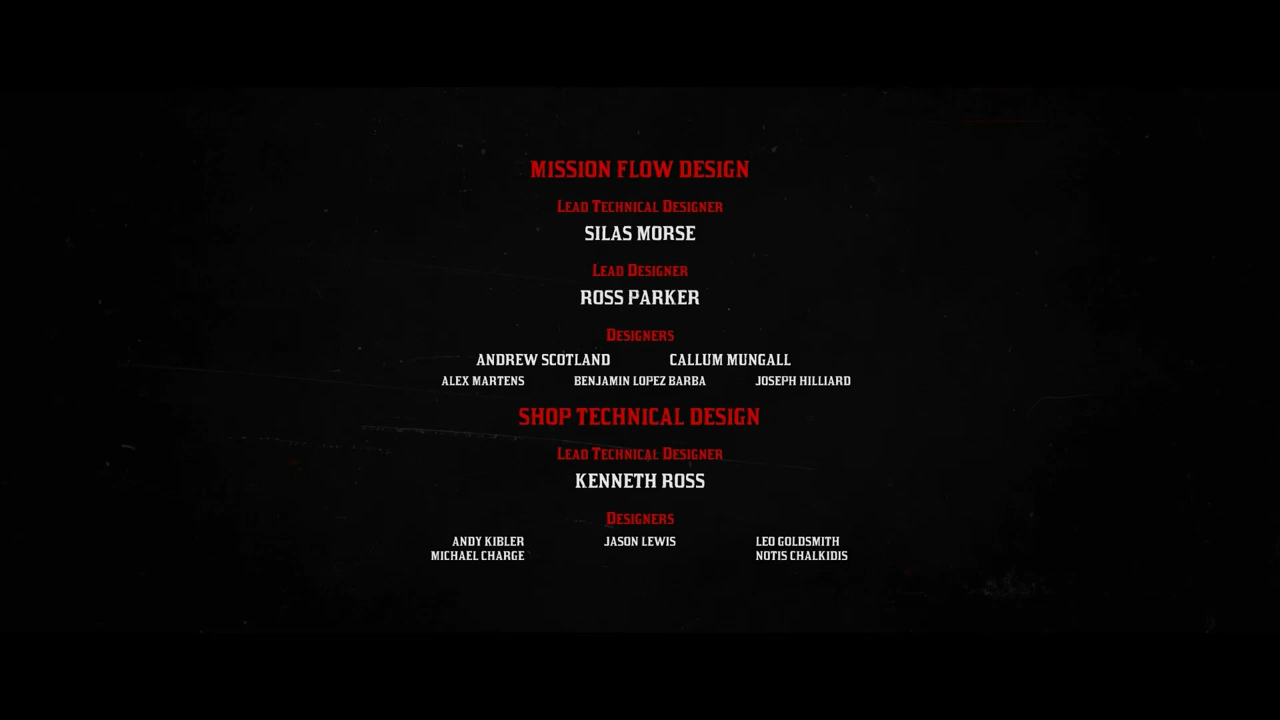 MISSION FLOW DESIGN
LEAD TECHNICAL DESIGNER
SILAS MORSE
LEAD DESIGNER
ROSS PARKER
DESIGNERS
ANDREW SCOTLAND CALLUM MUNGALL
ALEX MARTENS BENJAMIN LOPEZ BARBA JOSEPH HILLIARD
SHOP TECHNICAL DESIGN
LEAD TECHNICAL DESIGNER
KENNETH ROSS
DESIGNERS
ANDY KIBLER JASON LEWIS LEO GOLDSMITH
MICHAEL CHARGE NOTIS CHALKIDIS